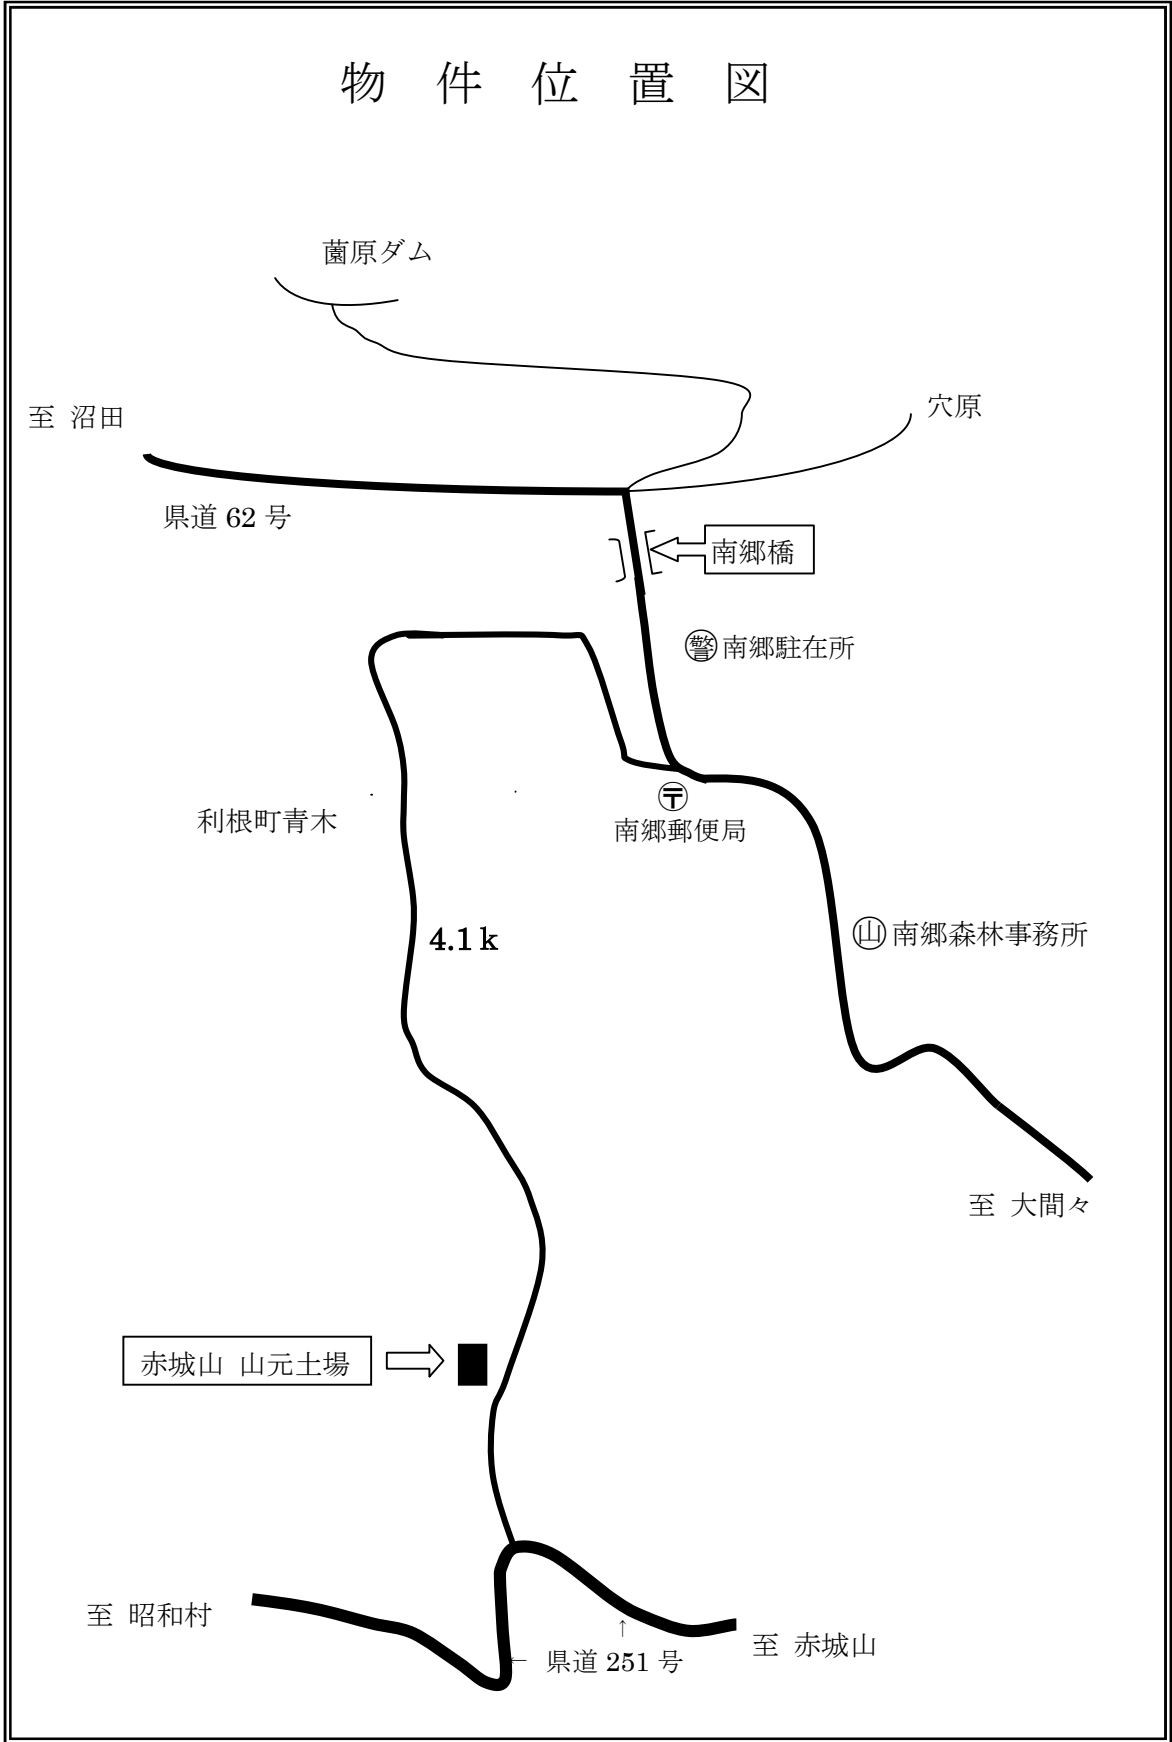 物件位置図
薗原ダム
至 沼田
穴原
県道 62 号
南郷橋
警 南郷駐在所
〒
南郷郵便局
利根町青木
4.1ｋ
山 南郷森林事務所
至 大間々
赤城山 山元土場
至 昭和村
至 赤城山
県道 251 号